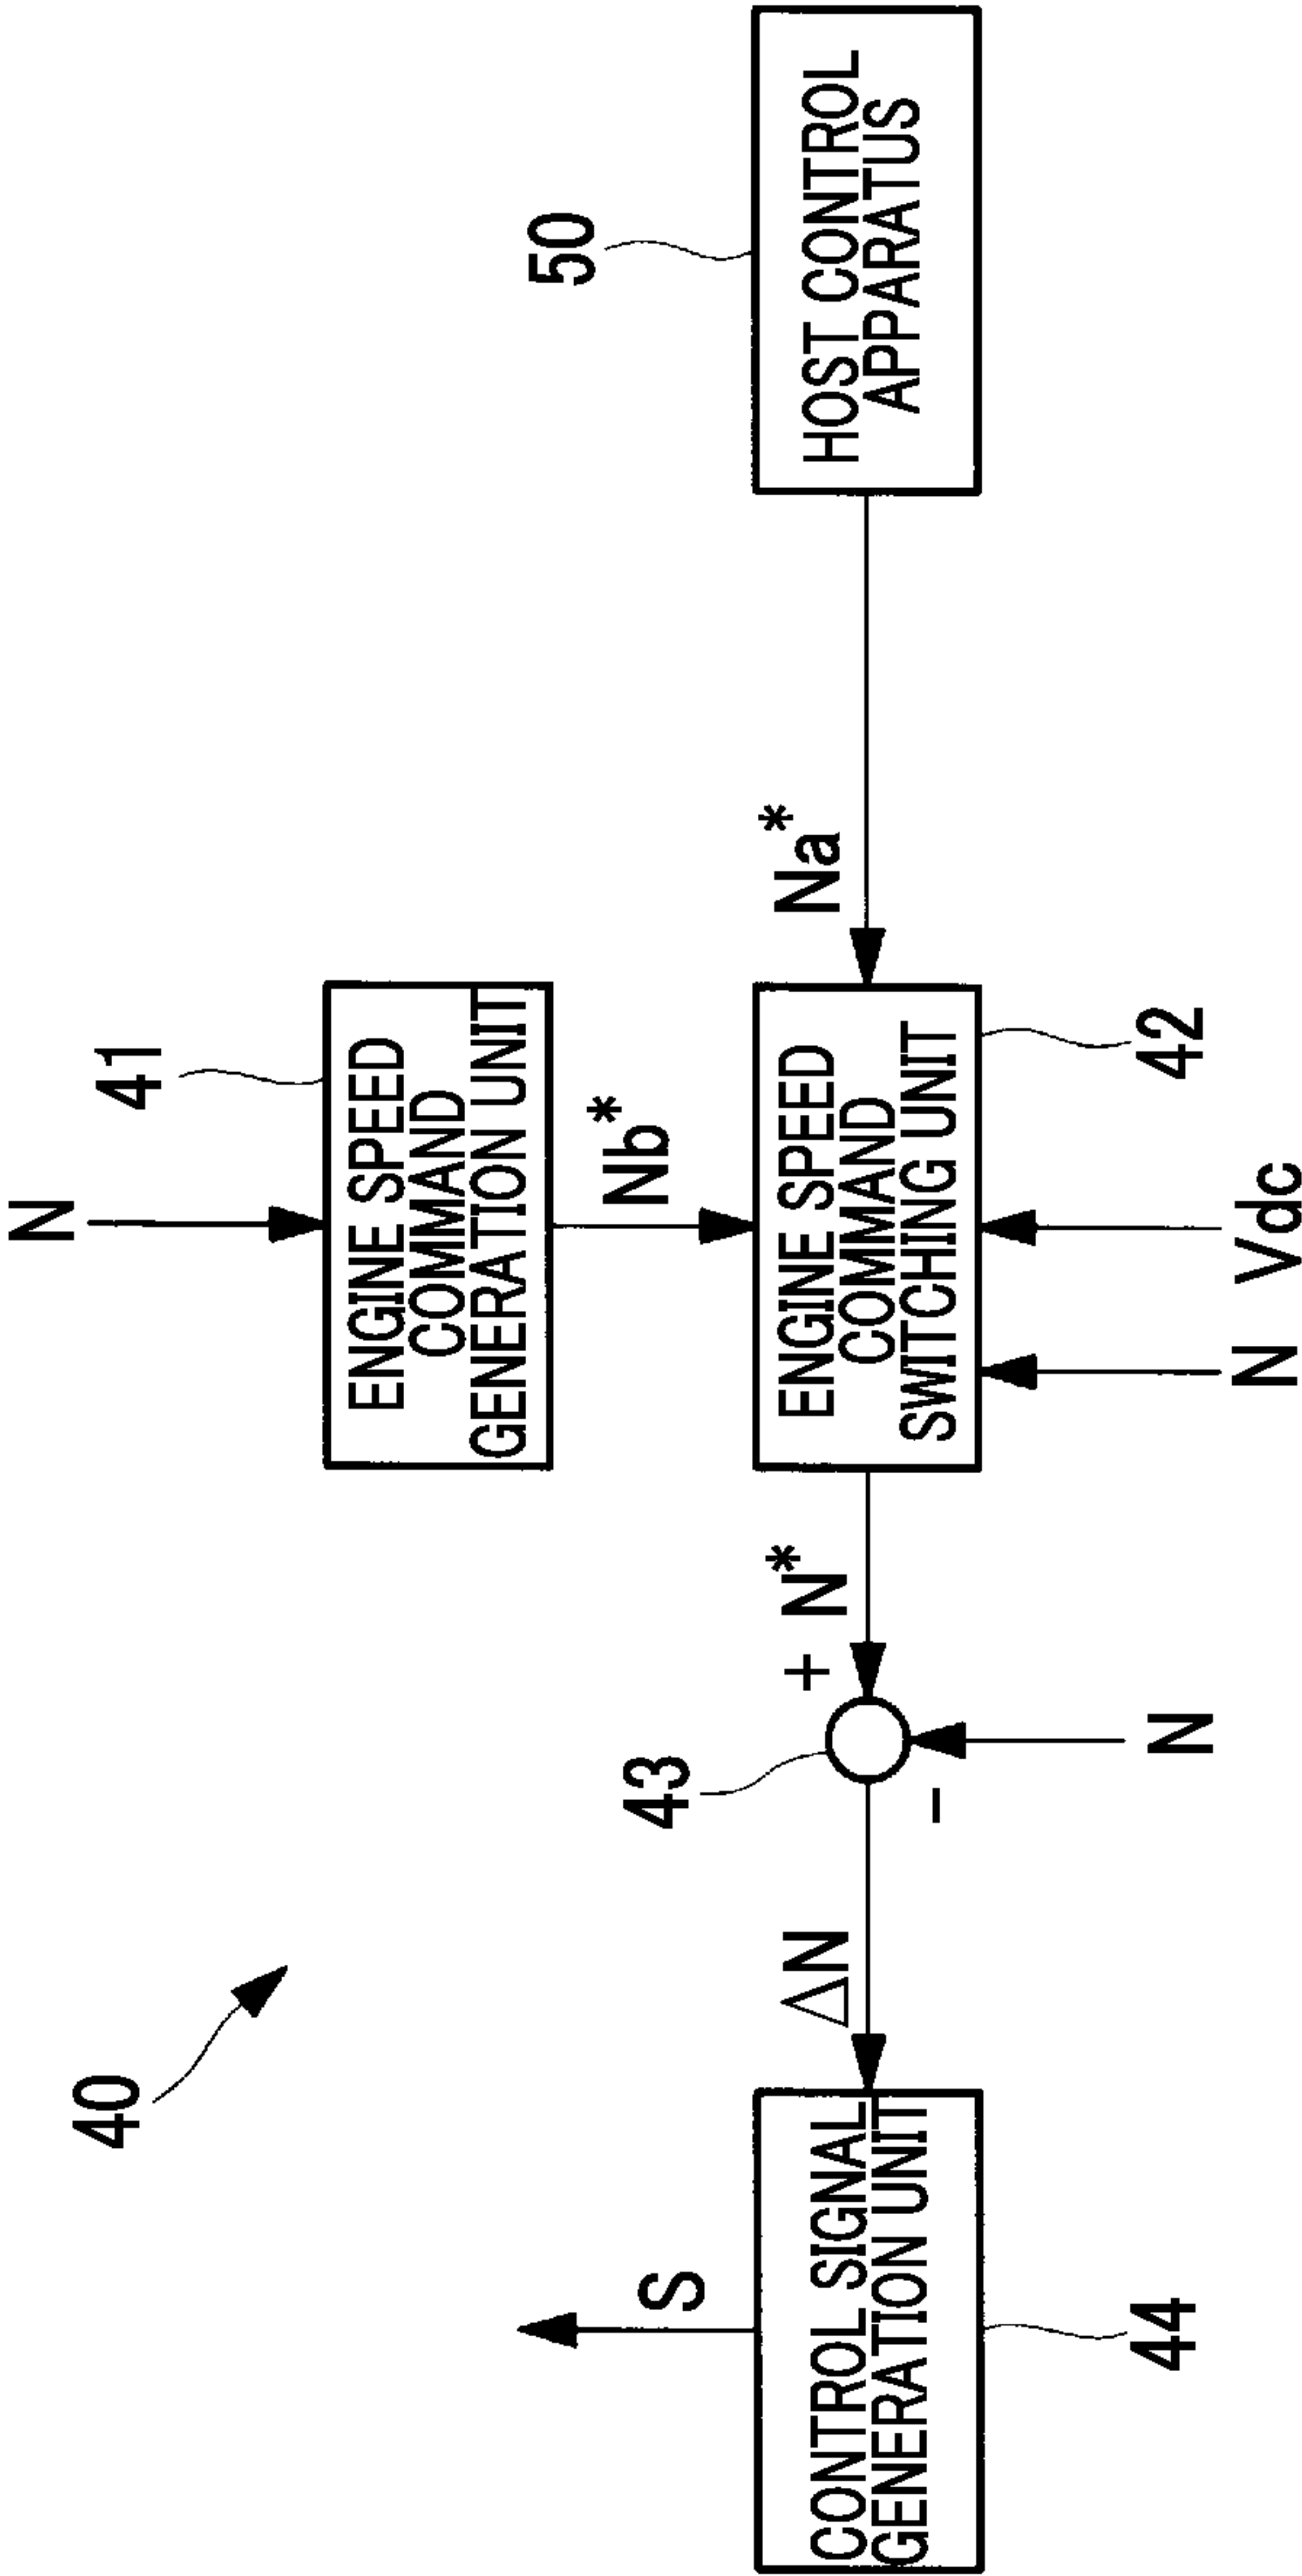 N
40
41
ENGINE SPEED
COMMAND
GENERATION UNIT
50
Nb*
S
43
△N
+
N*
Na*
CONTROL SIGNAL
GENERATION UNIT
ENGINE SPEED
COMMAND
SWITCHING UNIT
HOST CONTROL
APPARATUS
-
44
N
42
N
Vdc